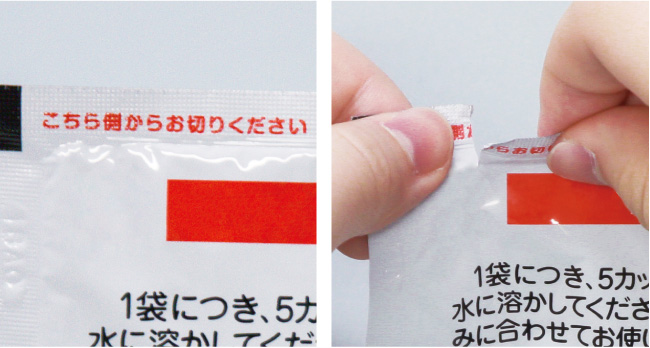 こちら側からお切りください
1袋につき、5カ
水に溶かしてくだ
側か
らお切
1袋につき、5カッ
水に溶かしてくださ
みに合わせてお使